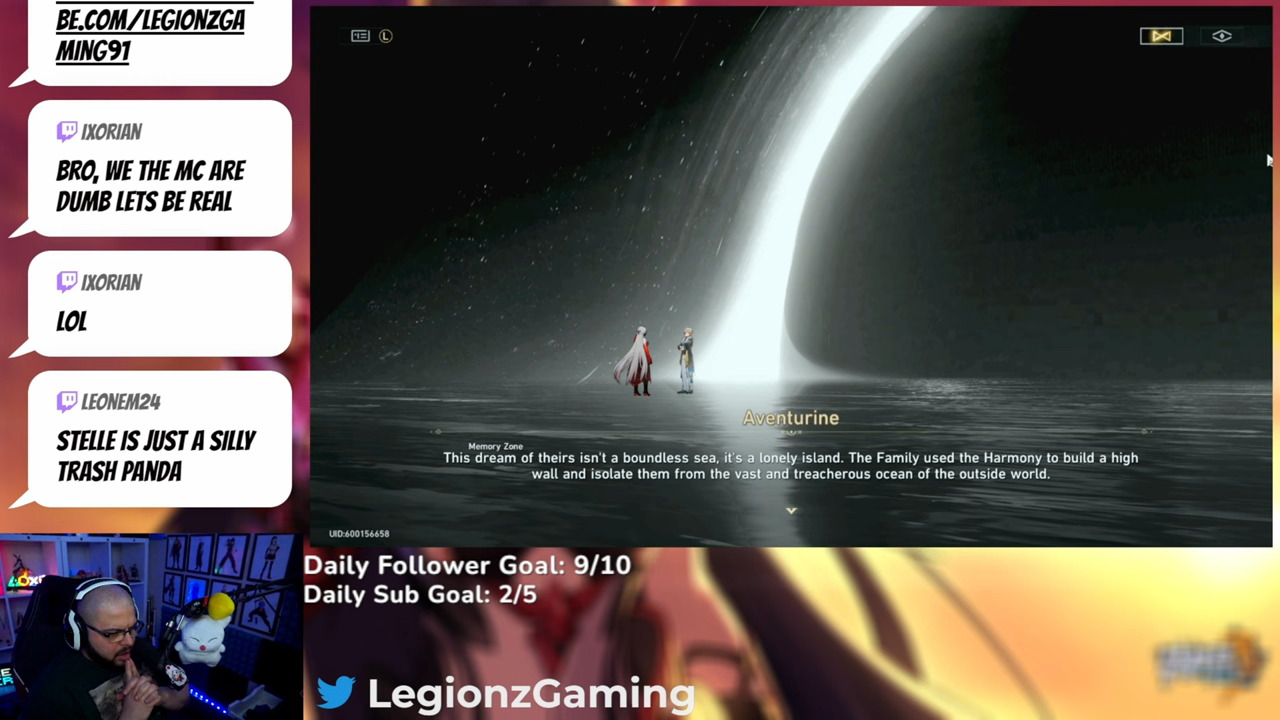 BE.COM/LEGIONZGA
MING91
IXORIAN
BRO, WE THE MC ARE
DUMB LETS BE REAL
IXORIAN
LOL
LEONEM24
STELLE IS JUST A SILLY
TRASH PANDA
L
Aventurine
Memory Zone
This dream of theirs isn't a boundless sea, it's a lonely island. The Family used the Harmony to build a high
wall and isolate them from the vast and treacherous ocean of the outside world.
UID:600156658
Daily Follower Goal: 9/10
Daily Sub Goal: 2/5
LegionzGaming